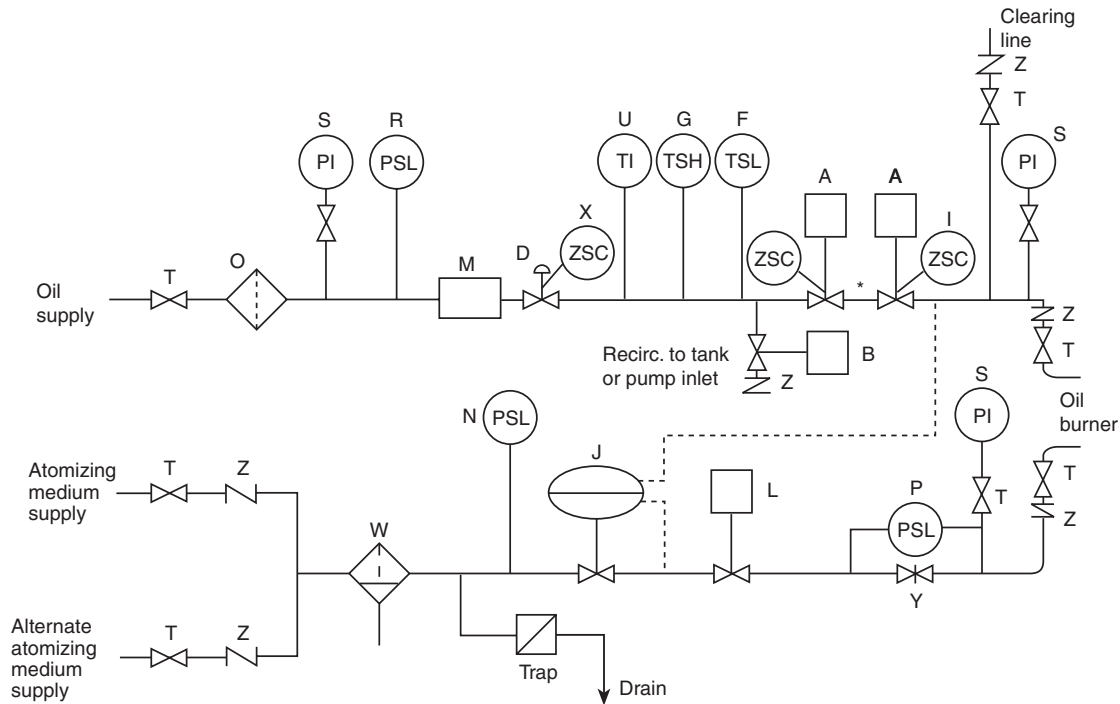 Clearing
line
Z
T
S
R
U
G
F
A
A
I
S
PI
PSL
TI
TSH
TSL
PI
X
ZSC
D
ZSC
ZSC
T
O
M
*
Oil
supply
Z
T
Recirc. to tank
or pump inlet
B
Z
S
Oil
burner
PI
N
PSL
J
L
Atomizing
medium
supply
T
Z
T
T
Z
P
PSL
Y
W
I
Alternate
atomizing
medium
supply
T
Z
Trap
Drain